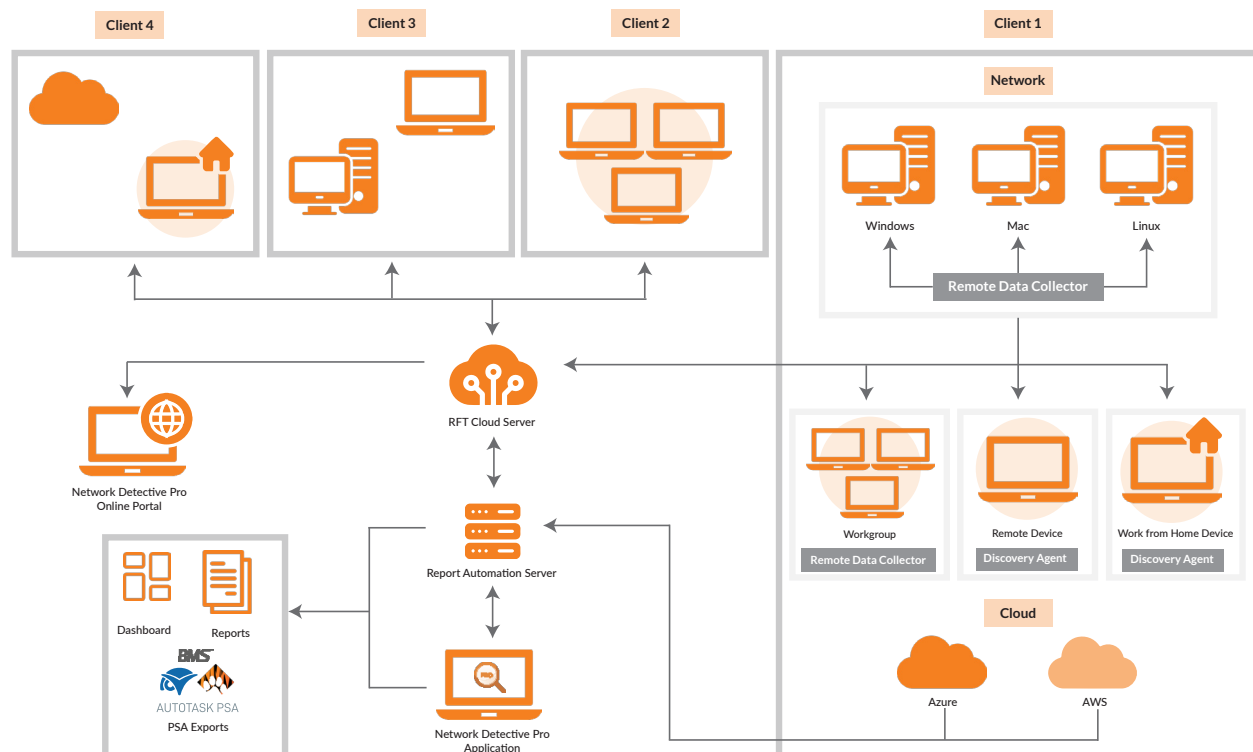 Client 4
Client 3
Client 2
Client 1
Network
Windows
Mac
Linux
Remote Data Collector
RFT Cloud Server
Network Detective Pro
Online Portal
Workgroup
Remote Data Collector
Remote Device
Discovery Agent
Work from Home Device
Discovery Agent
Report Automation Server
Dashboard
Reports
BMS
AUTOTASK PSA
PSA Exports
PRO
Network Detective Pro
Application
Cloud
Azure
AWS